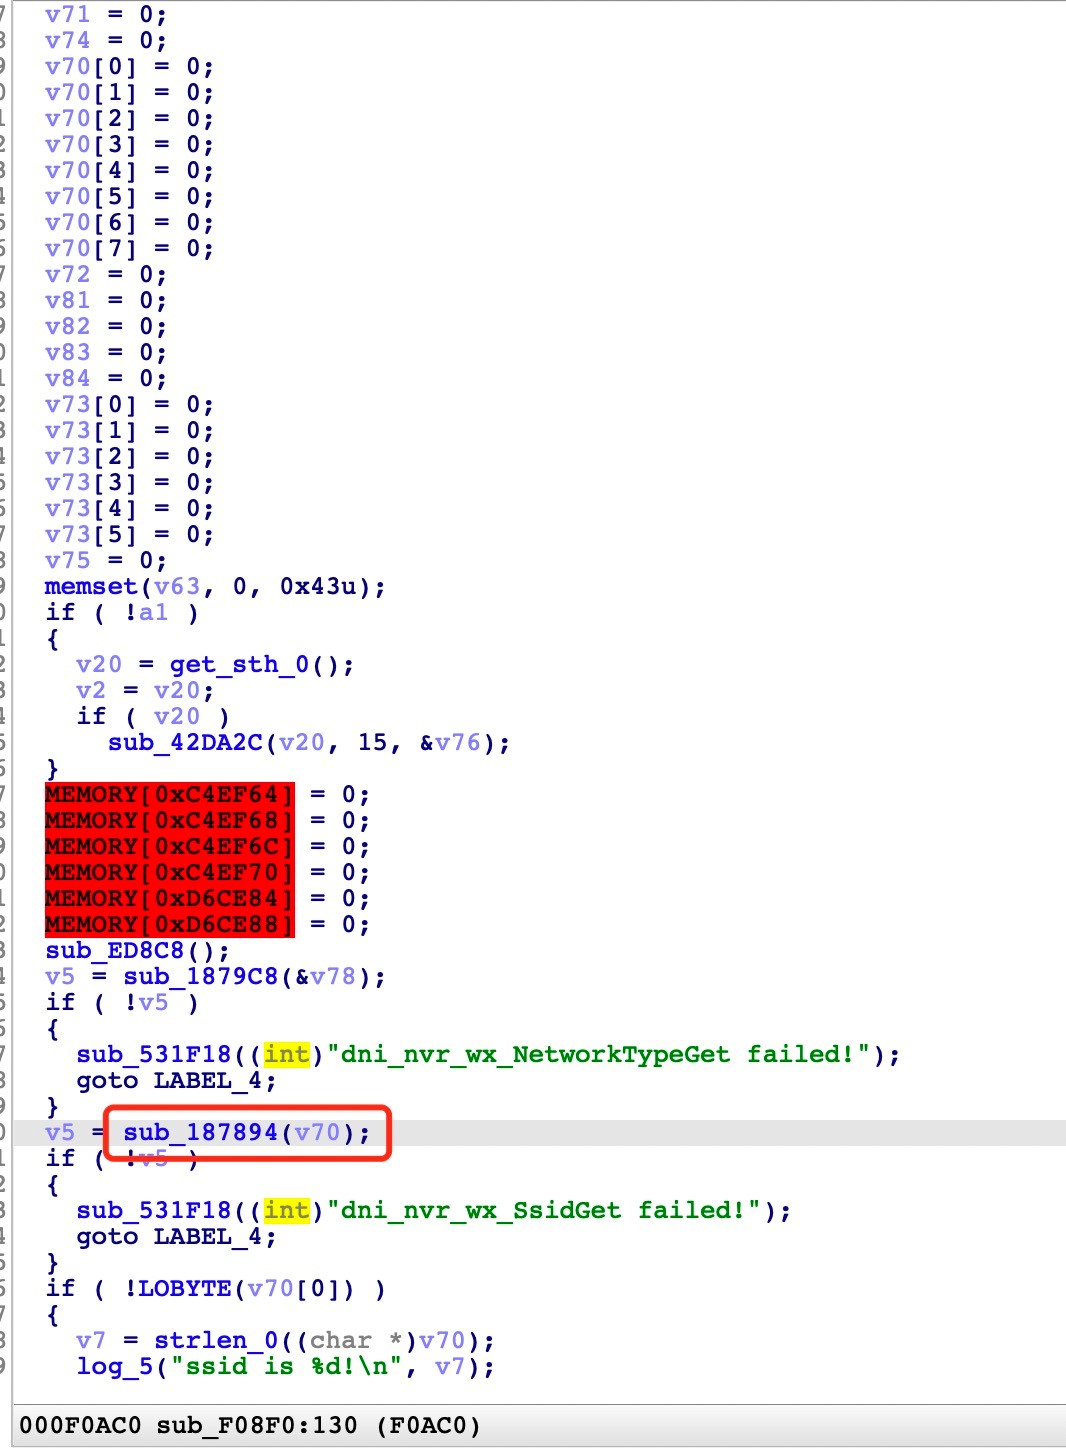 v71 = 0;
v74 = 0;
v70[0] = 0;
v70[1] = 0;
v70[2] = 0;
v70[3] = 0;
v70[4] = 0;
v70[5] = 0;
v70[6] = 0;
v70[7] = 0;
v72 = 0;
v81 = 0;
v82 = 0;
v83 = 0;
v84 = 0;
v73[0] = 0;
v73[1] = 0;
v73[2] = 0;
v73[3] = 0;
v73[4] = 0;
v73[5] = 0;
v75 = 0;
memset(v63, 0, 0x43u);
if ( !a1 )
{
v20 = get_sth_0();
v2 = v20;
if ( v20 )
sub_42DA2C(v20, 15, &v76);
}
MEMORY[0xC4EF64] = 0;
MEMORY[0xC4EF68] = 0;
MEMORY[0xC4EF6C] = 0;
MEMORY[0xC4EF70] = 0;
MEMORY[0xD6CE84] = 0;
MEMORY[0xD6CE88] = 0;
sub_ED8C8();
v5 = sub_1879C8(&v78);
if ( !v5 )
{
sub_531F18((int)"dni_nvr_wx_NetworkTypeGet failed!");
goto LABEL_4;
}
v5 = sub_187894(v70);
if ( !v5 )
{
sub_531F18((int)"dni_nvr_wx_SsidGet failed!");
goto LABEL_4;
}
if ( !LOBYTE(v70[0]) )
{
v7 = strlen_0((char *)v70);
log_5("ssid is %d!\n", v7);
000F0AC0 sub_F08F0:130 (F0AC0)